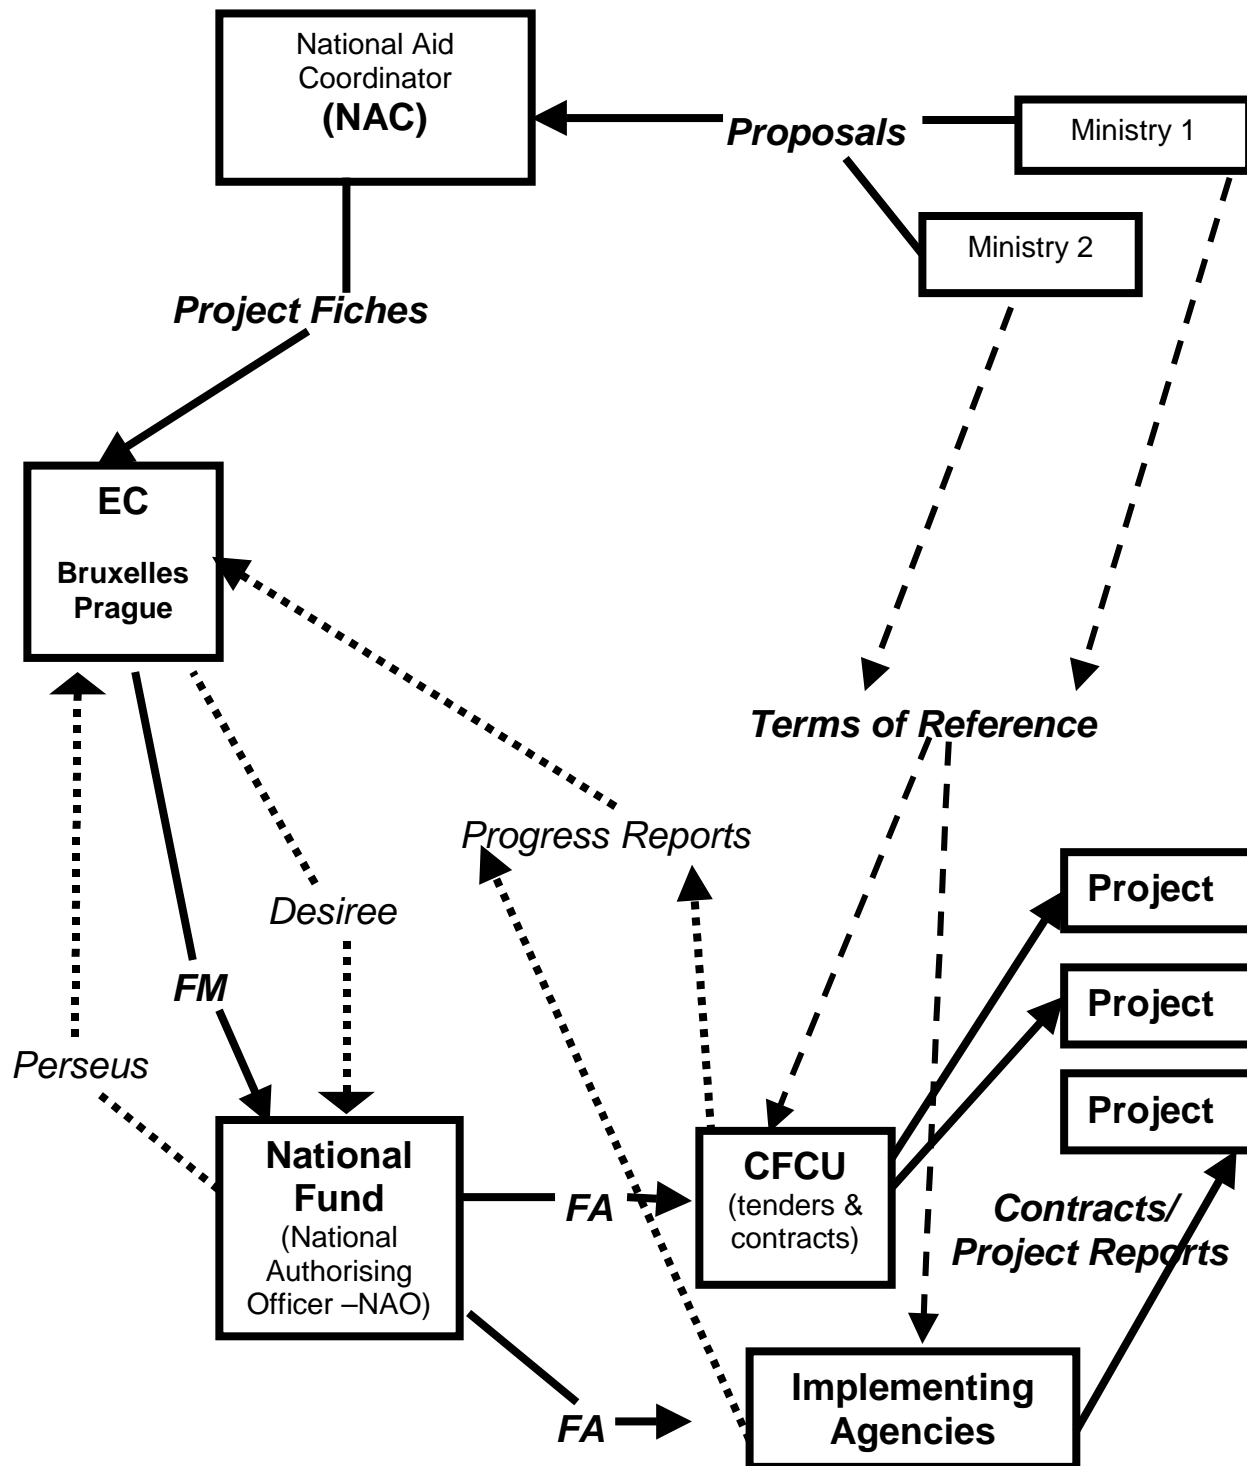 National Aid
Coordinator
(NAC)
Proposals
Ministry 1
Ministry 2
Project Fiches
EC
Bruxelles
Prague
Terms of Reference
Progress Reports
Desiree
Project
FM
Project
Perseus
Project
National
Fund
(National
Authorising
Officer –NAO)
FA
CFCU
(tenders &
contracts)
Contracts/
Project Reports
Implementing
Agencies
FA